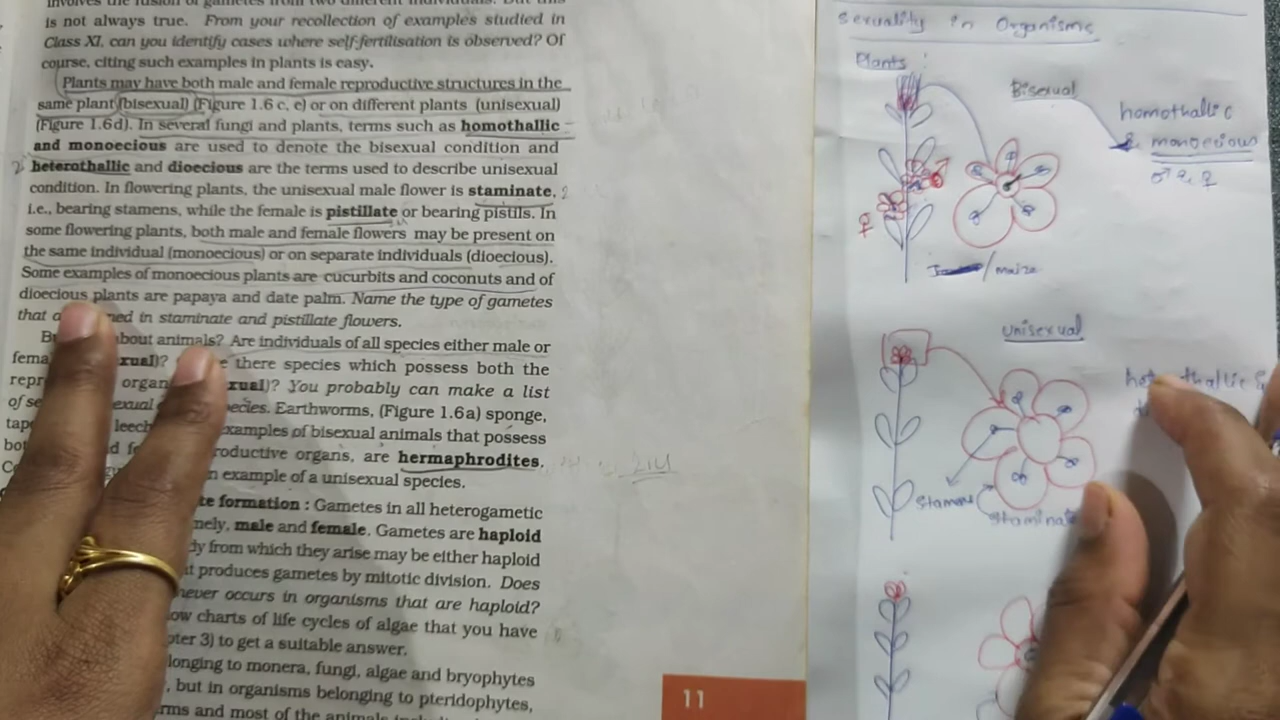 is not always true. From your recollection of examples studied in
Class XI, can you identify cases where self-fertilisation is observed? Of
course, citing such examples in plants is easy.
Plants may have both male and female reproductive structures in the
same plant (bisexual) (Figure 1.6 c, e) or on different plants (unisexual)
(Figure 1.6d). In several fungi and plants, terms such as homothallic
and monoecious are used to denote the bisexual condition and
heterothallic and dioecious are the terms used to describe unisexual
condition. In flowering plants, the unisexual male flower is staminate,
i.e., bearing stamens, while the female is pistillate or bearing pistils. In
some flowering plants, both male and female flowers may be present on
the same individual (monoecious) or on separate individuals (dioecious).
Some examples of monoecious plants are cucurbits and coconuts and of
dioecious plants are papaya and date palm. Name the type of gametes
that in staminate and pistillate flowers.
about animals? Are individuals of all species either male or
there species which possess both the
organ You probably can make a list
of Earthworms, (Figure 1.6a) sponge,
examples of bisexual animals that possess
organs, are hermaphrodites.
example of a unisexual species.
formation : Gametes in all heterogametic
male and female. Gametes are haploid
from which they arise may be either haploid
produces gametes by mitotic division. Does
occurs in organisms that are haploid?
charts of life cycles of algae that you have
3) to get a suitable answer.
to monera, fungi, algae and bryophytes
, but in organisms belonging to pteridophytes,
and most of the animals
11
Sexuality in Organisms
Plants :
Bisexual
homothallic
& monoecious
♂ & ♀
♀
/ maize
Unisexual
Stamens
Staminate